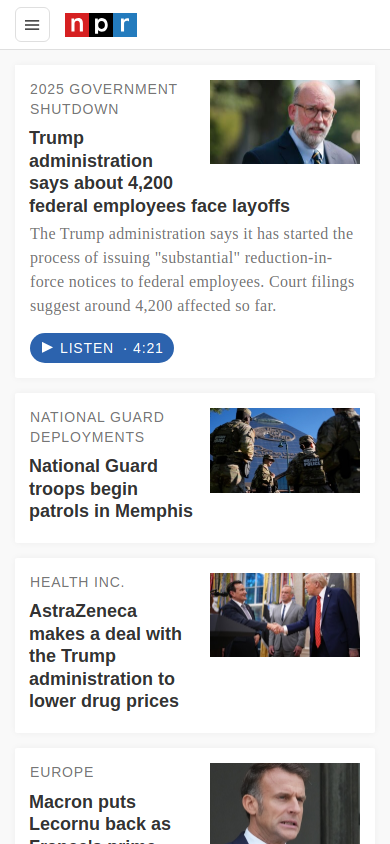 npr
2025 GOVERNMENT
SHUTDOWN
Trump
administration
says about 4,200
federal employees face layoffs
The Trump administration says it has started the
process of issuing "substantial" reduction-in-
force notices to federal employees. Court filings
suggest around 4,200 affected so far.
LISTEN · 4:21
NATIONAL GUARD
DEPLOYMENTS
National Guard
troops begin
patrols in Memphis
HEALTH INC.
AstraZeneca
makes a deal with
the Trump
administration to
lower drug prices
EUROPE
Macron puts
Lecornu back as
France's prime